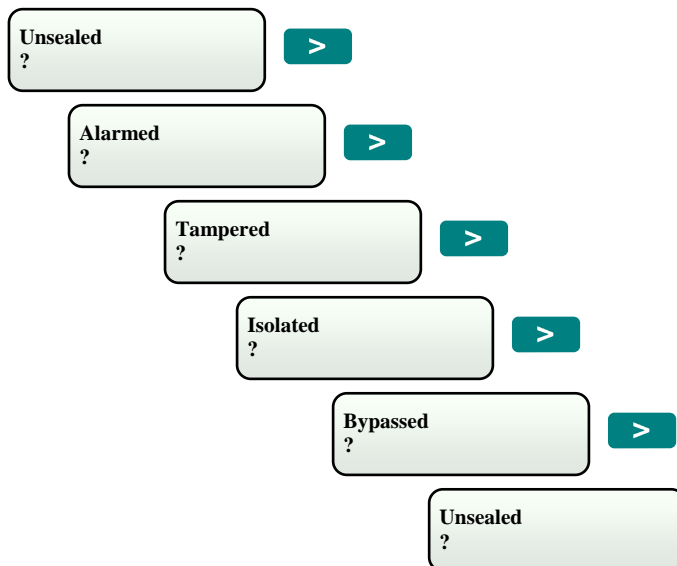 Unsealed
?
>
Alarmed
?
>
Tampered
?
>
Isolated
?
>
Bypassed
?
>
Unsealed
?